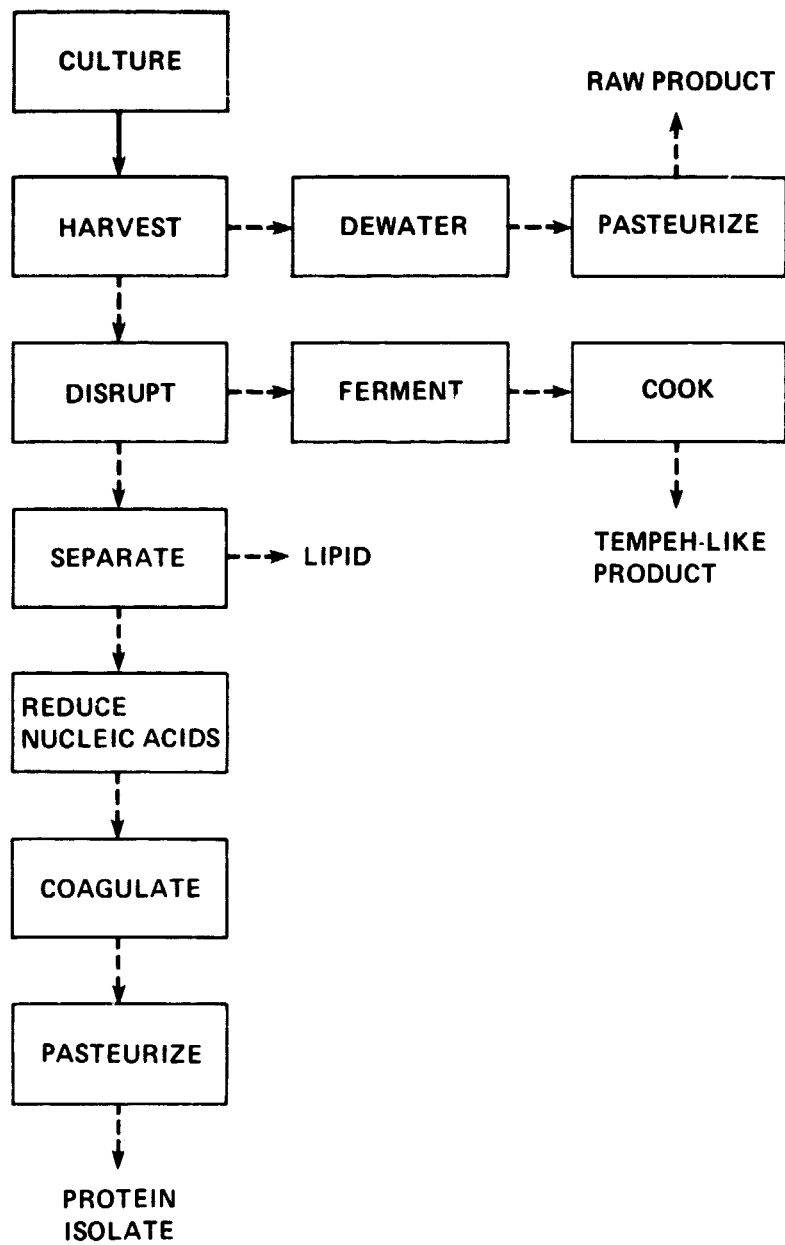 CULTURE
RAW PRODUCT
HARVEST
DEWATER
PASTEURIZE
DISRUPT
FERMENT
COOK
SEPARATE
LIPID
TEMPEH-LIKE
PRODUCT
REDUCE
NUCLEIC ACIDS
COAGULATE
PASTEURIZE
PROTEIN
ISOLATE